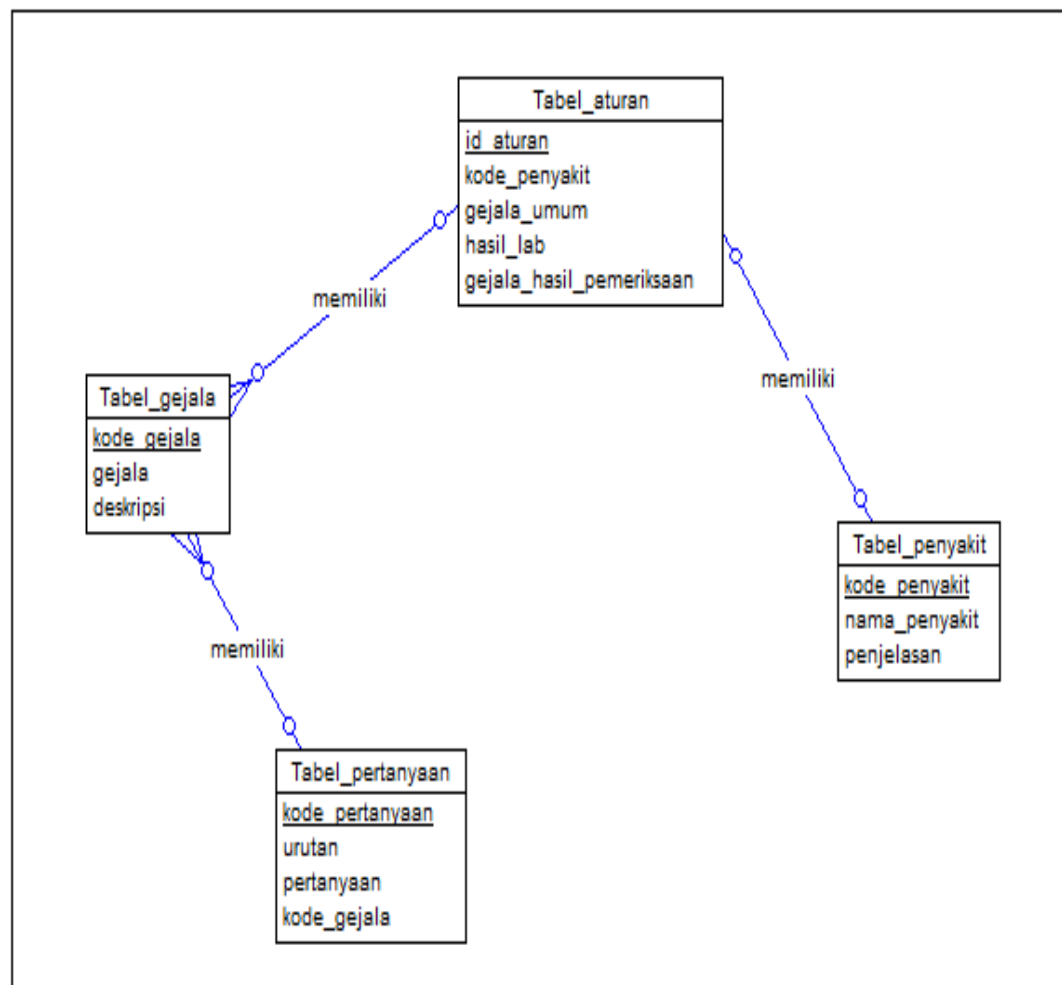 Tabel_aturan
id_aturan
kode_penyakit
gejala_umum
hasil_lab
gejala_hasil_pemeriksaan
memiliki
memiliki
Tabel_gejala
kode_gejala
gejala
deskripsi
Tabel_penyakit
kode_penyakit
nama_penyakit
penjelasan
memiliki
Tabel_pertanyaan
kode_pertanyaan
urutan
pertanyaan
kode_gejala